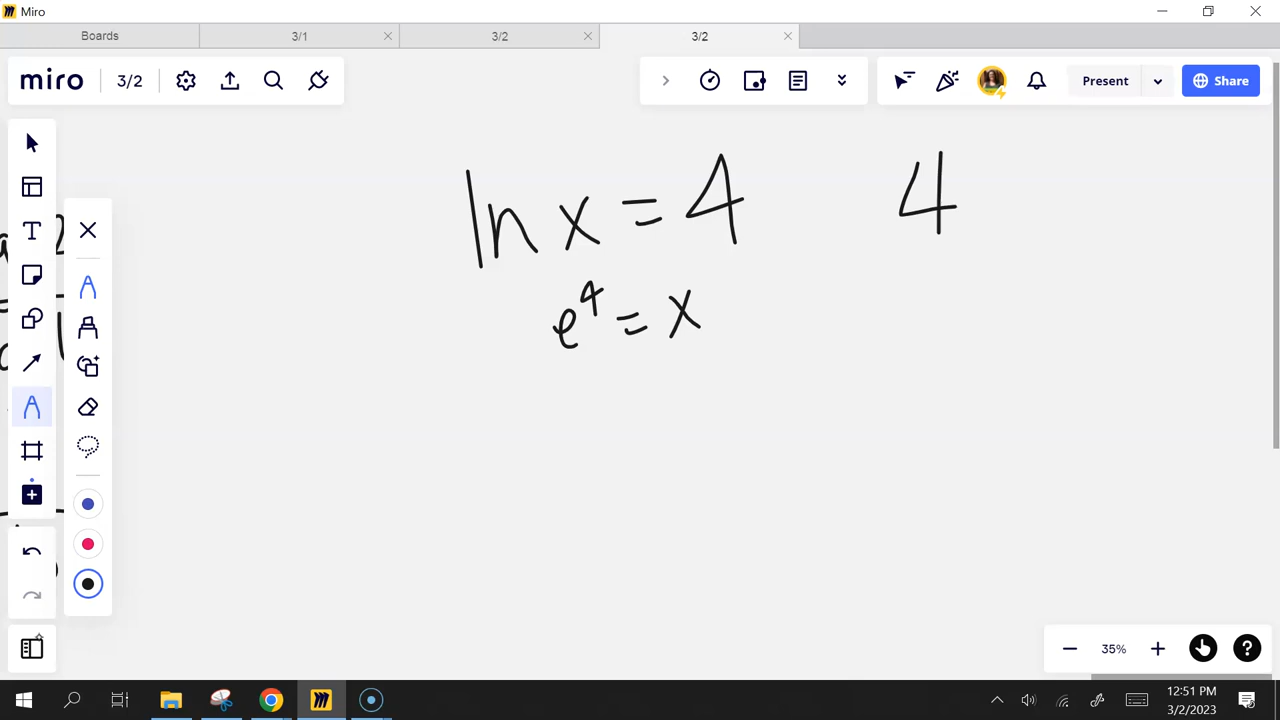 Miro
Boards 3/1 3/2 3/2
miro 3/2 Present Share
ln x = 4 4
e⁴ = x
35% ?
12:51 PM
3/2/2023